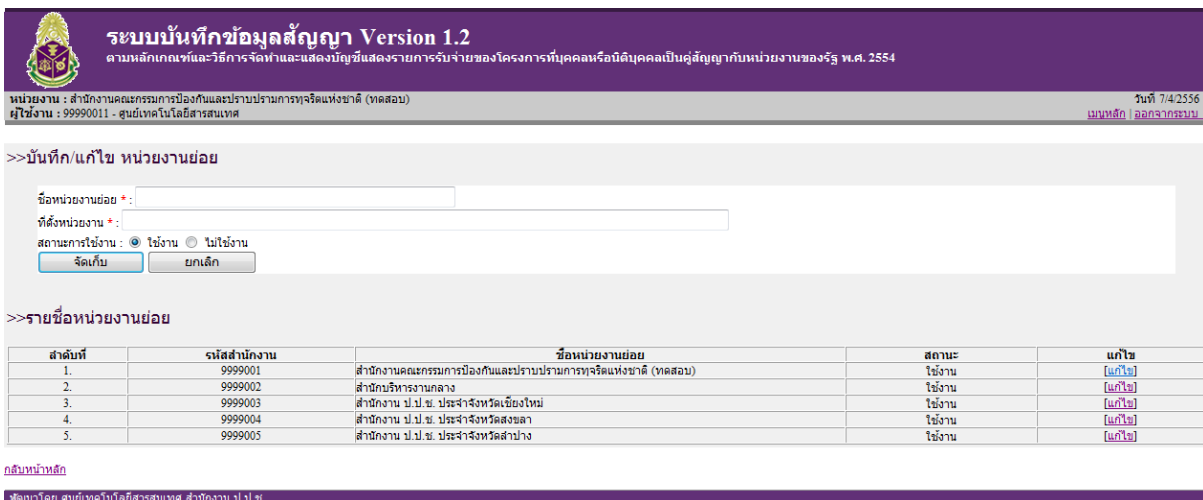 ระบบบันทึกข้อมูลสัญญา Version 1.2
ตามหลักเกณฑ์และวิธีการจัดทำและแสดงบัญชีแสดงรายการรับจ่ายของโครงการที่บุคคลหรือนิติบุคคลเป็นคู่สัญญากับหน่วยงานของรัฐ พ.ศ. 2554
หน่วยงาน : สำนักงานคณะกรรมการป้องกันและปราบปรามการทุจริตแห่งชาติ (ทดสอบ) วันที่ 7/4/2556
ผู้ใช้งาน : 99990011 - ศูนย์เทคโนโลยีสารสนเทศ เมนูหลัก | ออกจากระบบ
>>บันทึก/แก้ไข หน่วยงานย่อย
ชื่อหน่วยงานย่อย * :
ที่ตั้งหน่วยงาน * :
สถานะการใช้งาน : ใช้งาน ไม่ใช้งาน
จัดเก็บ ยกเลิก
>>รายชื่อหน่วยงานย่อย
ลำดับที่ รหัสสำนักงาน ชื่อหน่วยงานย่อย สถานะ แก้ไข
1. 9999001 สำนักงานคณะกรรมการป้องกันและปราบปรามการทุจริตแห่งชาติ (ทดสอบ) ใช้งาน [แก้ไข]
2. 9999002 สำนักบริหารงานกลาง ใช้งาน [แก้ไข]
3. 9999003 สำนักงาน ป.ป.ช. ประจำจังหวัดเชียงใหม่ ใช้งาน [แก้ไข]
4. 9999004 สำนักงาน ป.ป.ช. ประจำจังหวัดสงขลา ใช้งาน [แก้ไข]
5. 9999005 สำนักงาน ป.ป.ช. ประจำจังหวัดลำปาง ใช้งาน [แก้ไข]
กลับหน้าหลัก
พัฒนาโดย ศูนย์เทคโนโลยีสารสนเทศ สำนักงาน ป.ป.ช.